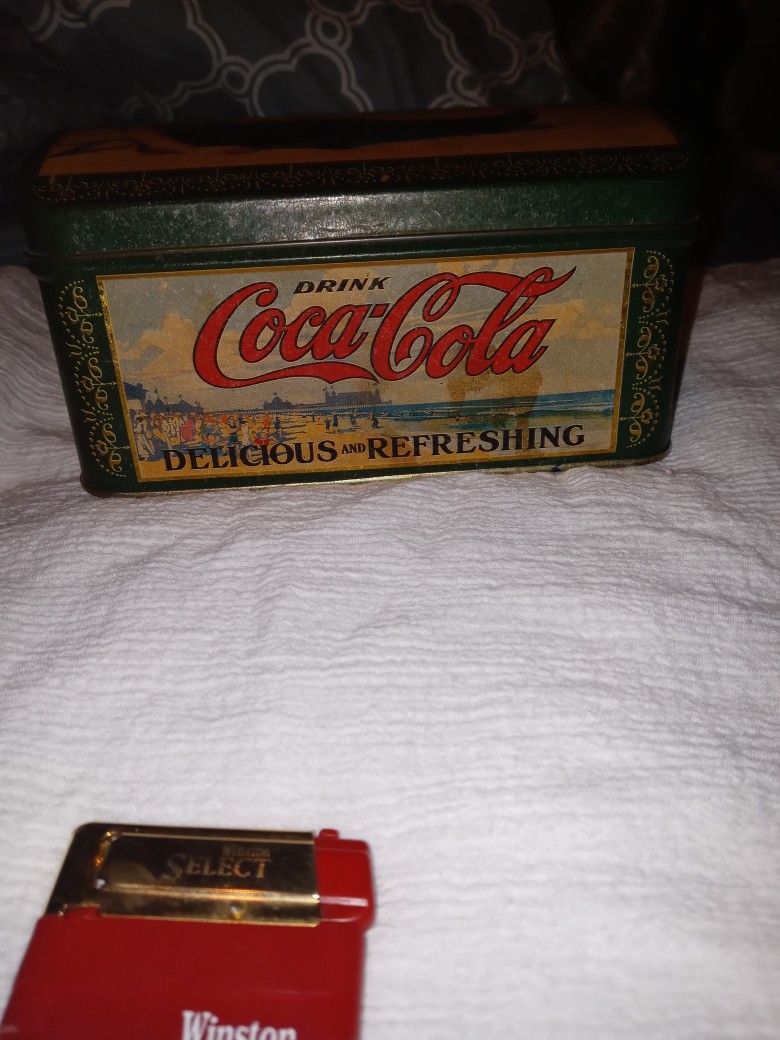 DRINK
Coca-Cola
DELICIOUS AND REFRESHING
WINSTON
SELECT
Winston